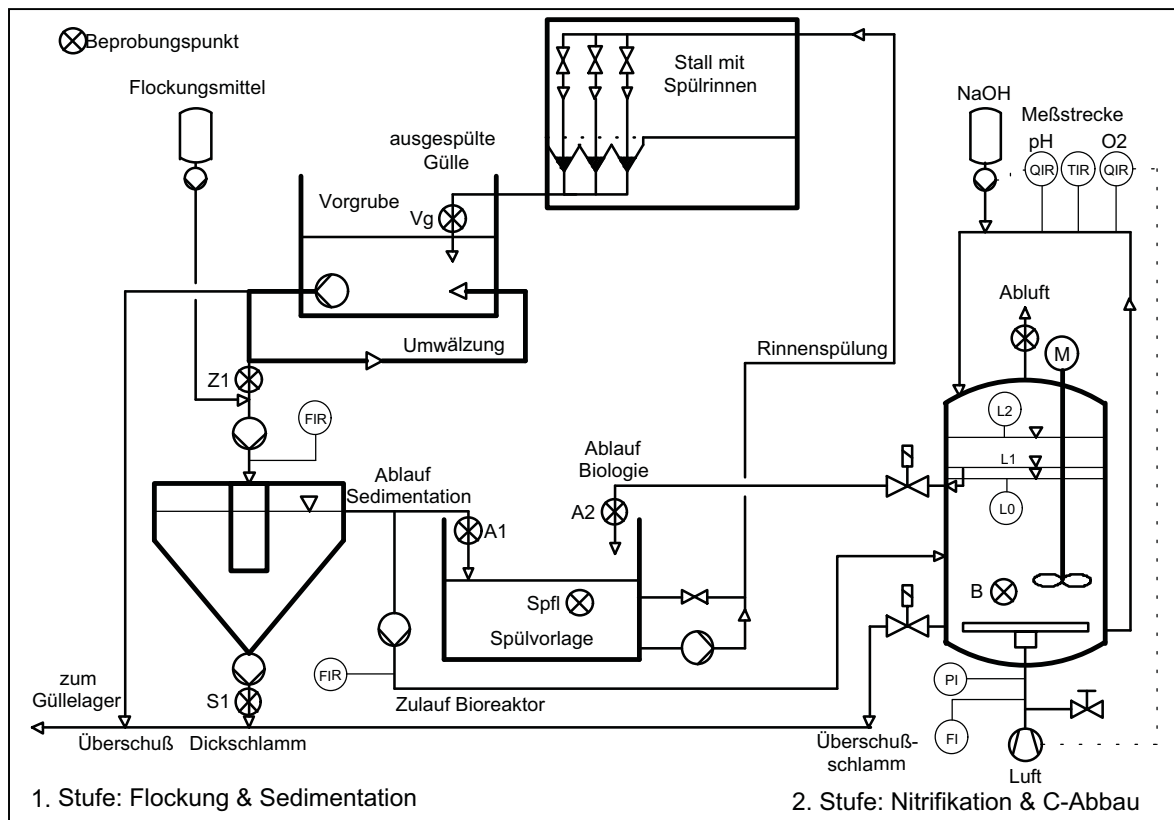 Beprobungspunkt
Flockungsmittel
ausgespülte
Gülle
Vorgrube
Vg
Stall mit
Spülrinnen
NaOH
Meßstrecke
pH
O2
QIR
TIR
QIR
Abluft
M
Umwälzung
Rinnenspülung
Z1
FIR
L2
L1
L0
Ablauf
Sedimentation
Ablauf
Biologie
A1
A2
B
Spfl
Spülvorlage
FIR
PI
FI
zum
Güllelager
S1
Zulauf Bioreaktor
Überschuß
Dickschlamm
Überschuß-
schlamm
Luft
1. Stufe: Flockung & Sedimentation
2. Stufe: Nitrifikation & C-Abbau